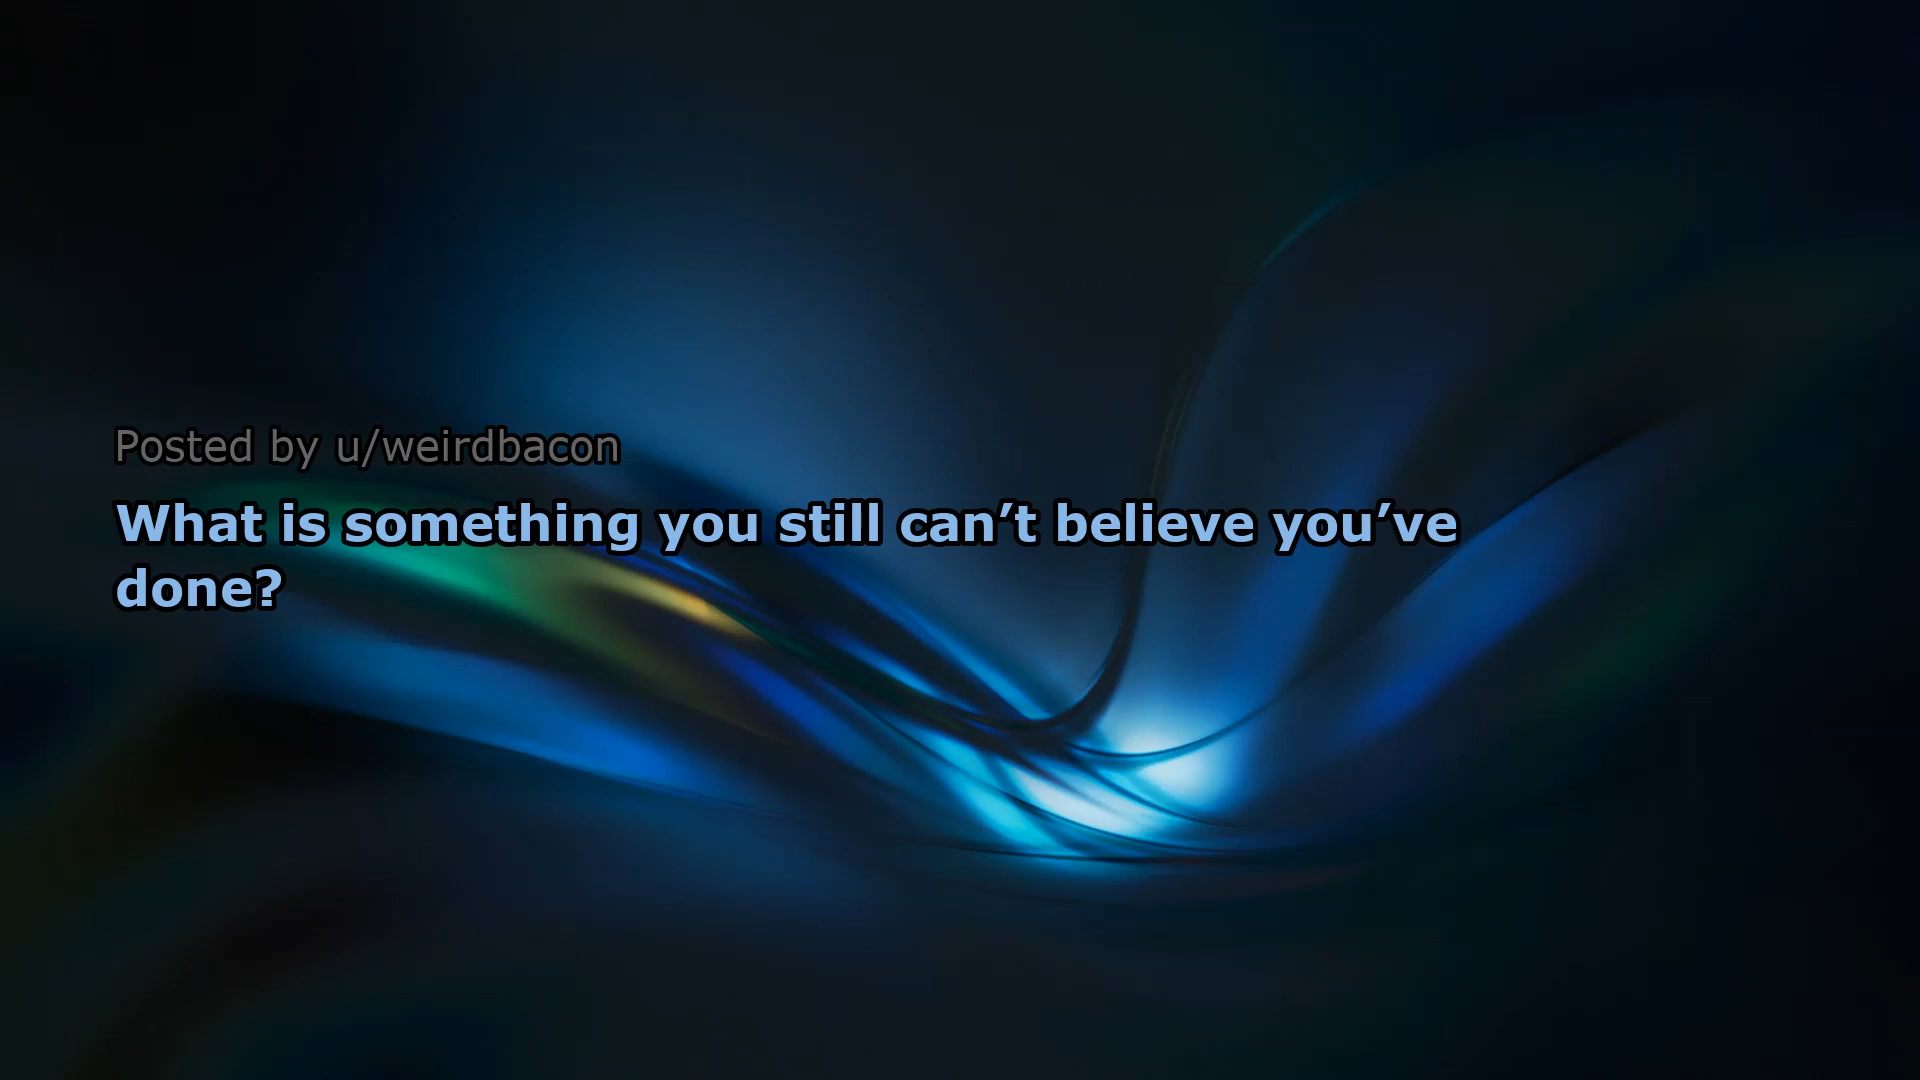 Posted by u/weirdbacon
What is something you still can’t believe you’ve
done?